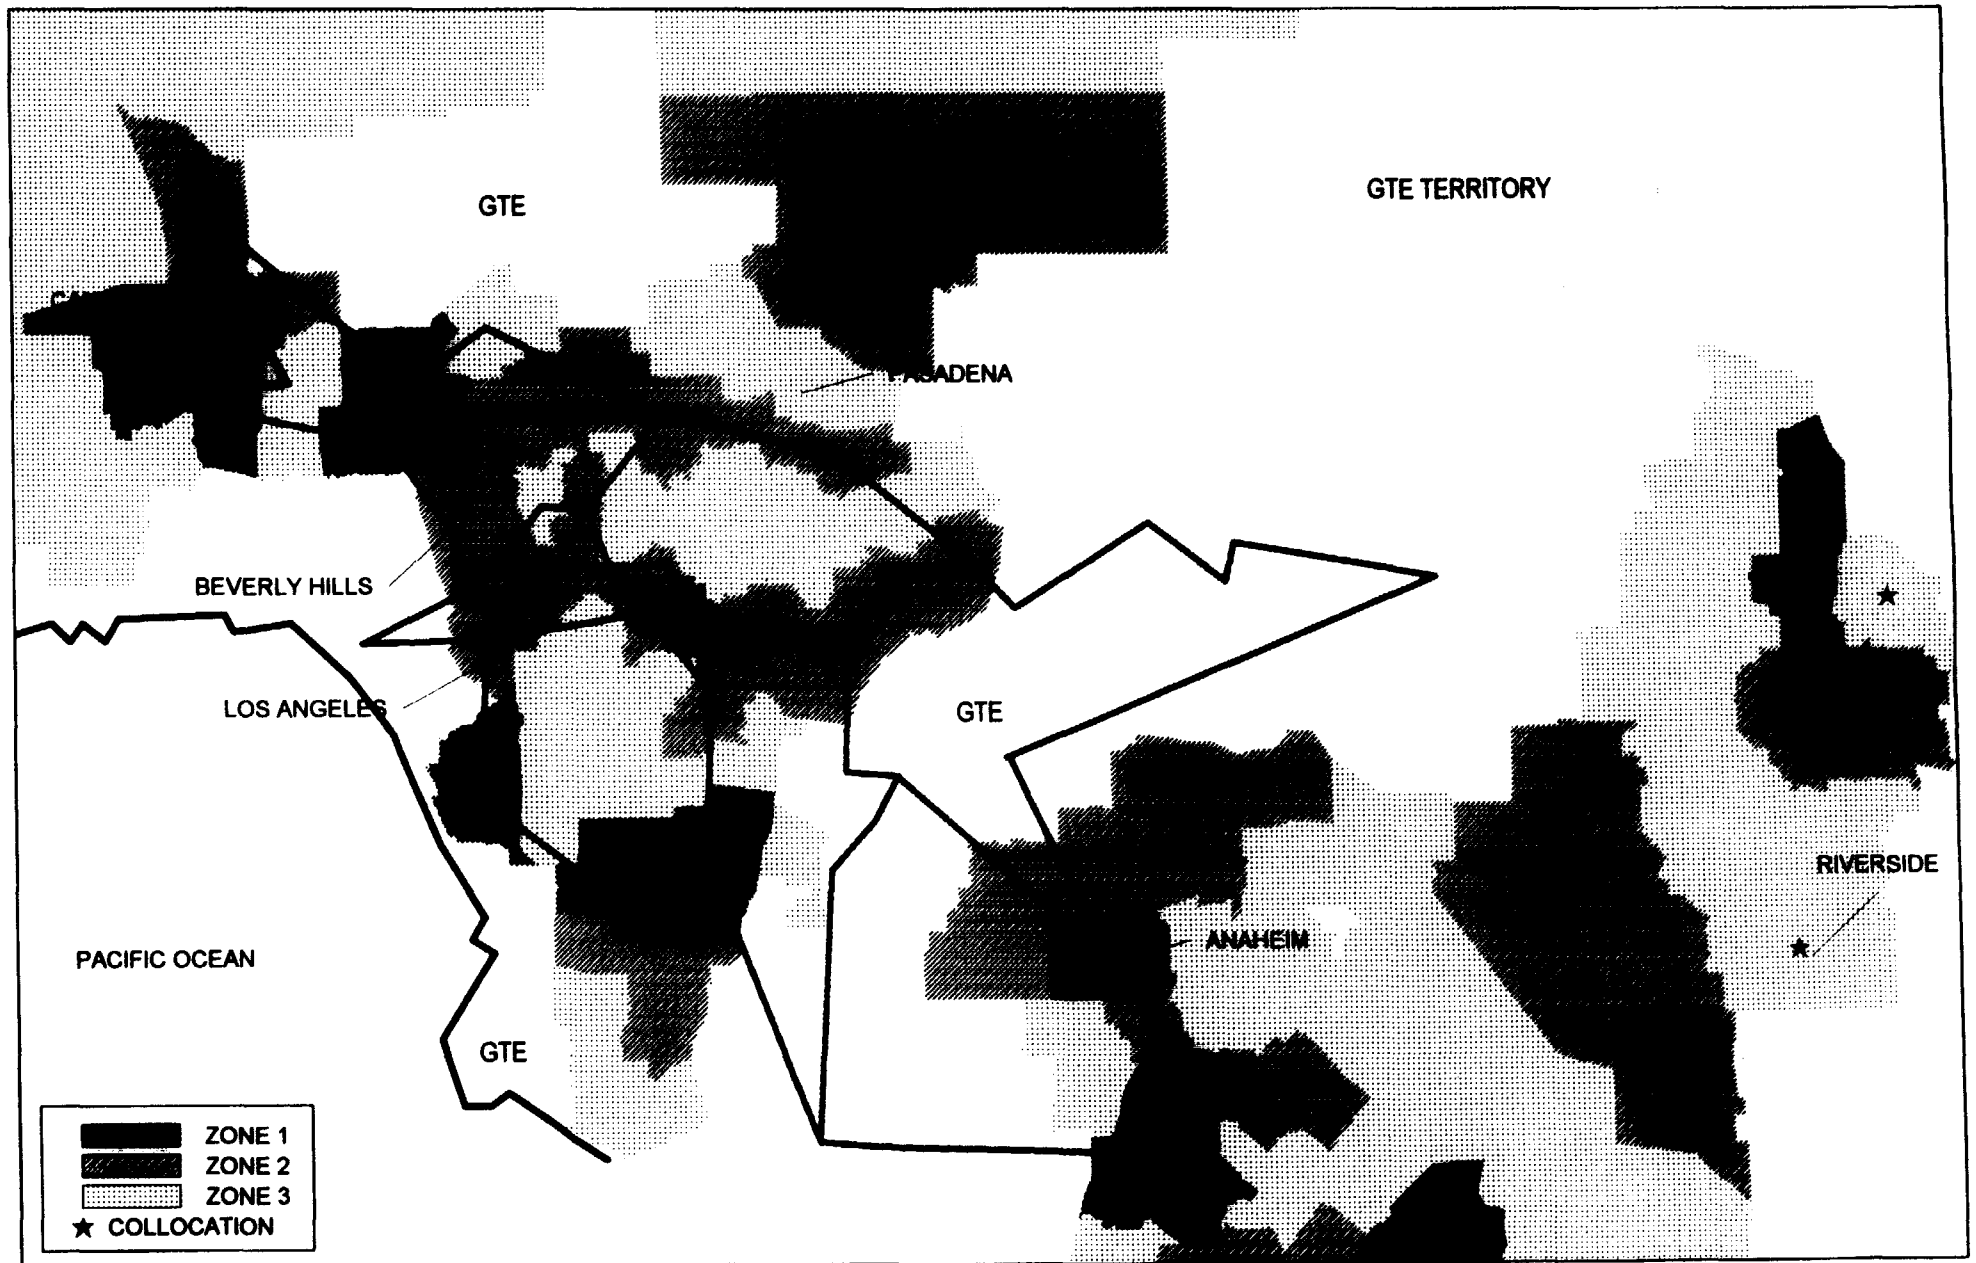 GTE
GTE TERRITORY
PASADENA
BEVERLY HILLS
LOS ANGELES
GTE
RIVERSIDE
ANAHEIM
PACIFIC OCEAN
GTE
ZONE 1
ZONE 2
ZONE 3
★ COLLOCATION